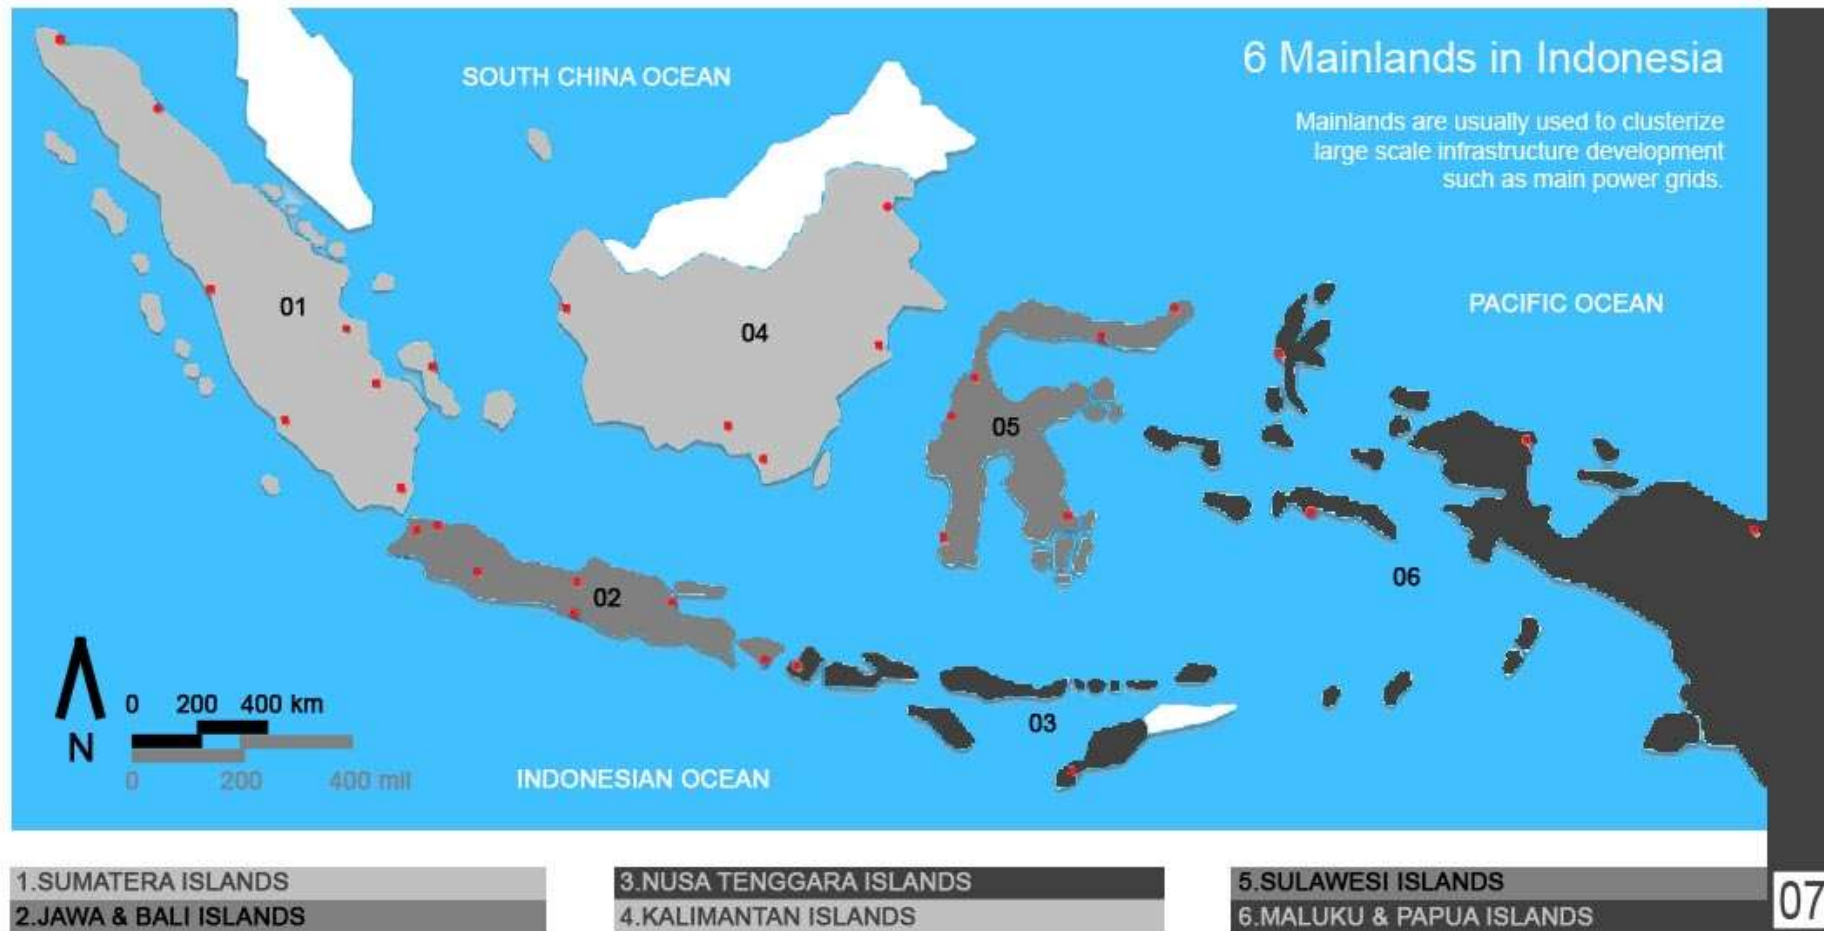 6 Mainlands in Indonesia
SOUTH CHINA OCEAN
Mainlands are usually used to clusterize
large scale infrastructure development
such as main power grids.
01
04
PACIFIC OCEAN
05
06
02
03
0 200 400 km
N
0 200 400 mil
INDONESIAN OCEAN
1.SUMATERA ISLANDS
2.JAWA & BALI ISLANDS
3.NUSA TENGGARA ISLANDS
4.KALIMANTAN ISLANDS
5.SULAWESI ISLANDS
6.MALUKU & PAPUA ISLANDS
07